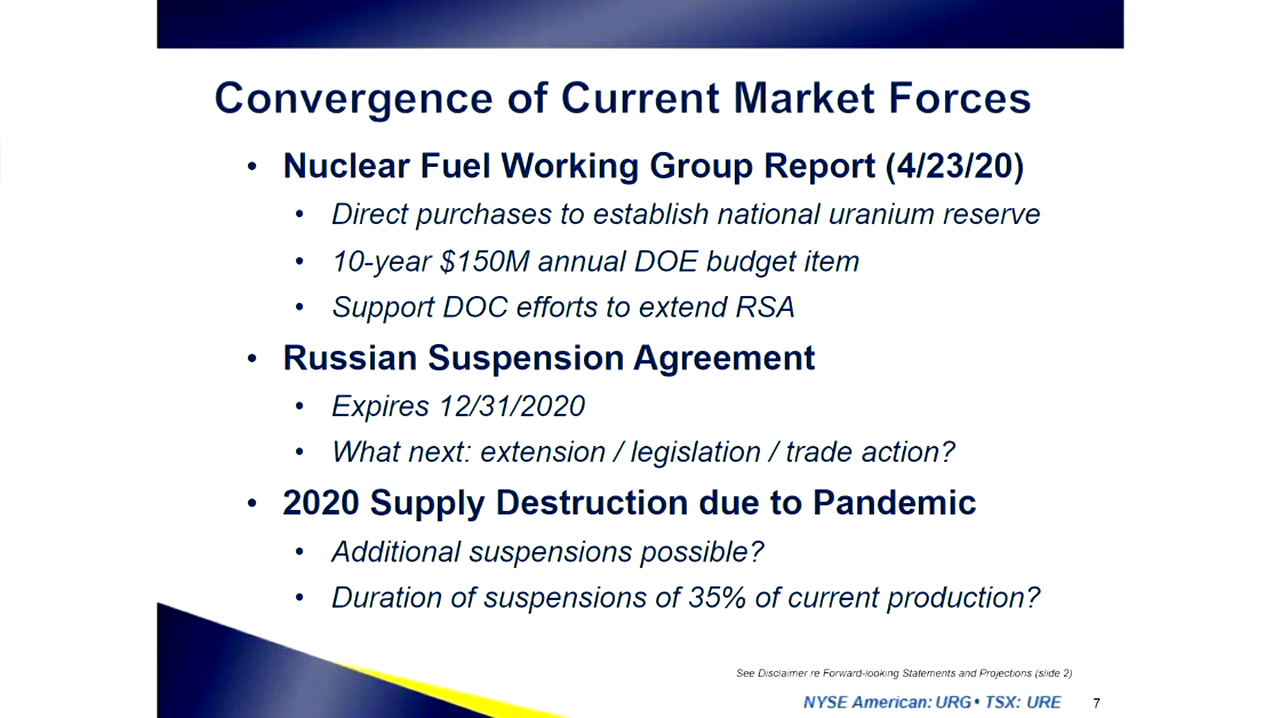 Convergence of Current Market Forces
• Nuclear Fuel Working Group Report (4/23/20)
• Direct purchases to establish national uranium reserve
• 10-year $150M annual DOE budget item
• Support DOC efforts to extend RSA
• Russian Suspension Agreement
• Expires 12/31/2020
• What next: extension / legislation / trade action?
• 2020 Supply Destruction due to Pandemic
• Additional suspensions possible?
• Duration of suspensions of 35% of current production?
See Disclaimer re Forward-looking Statements and Projections (slide 2)
NYSE American: URG • TSX: URE 7